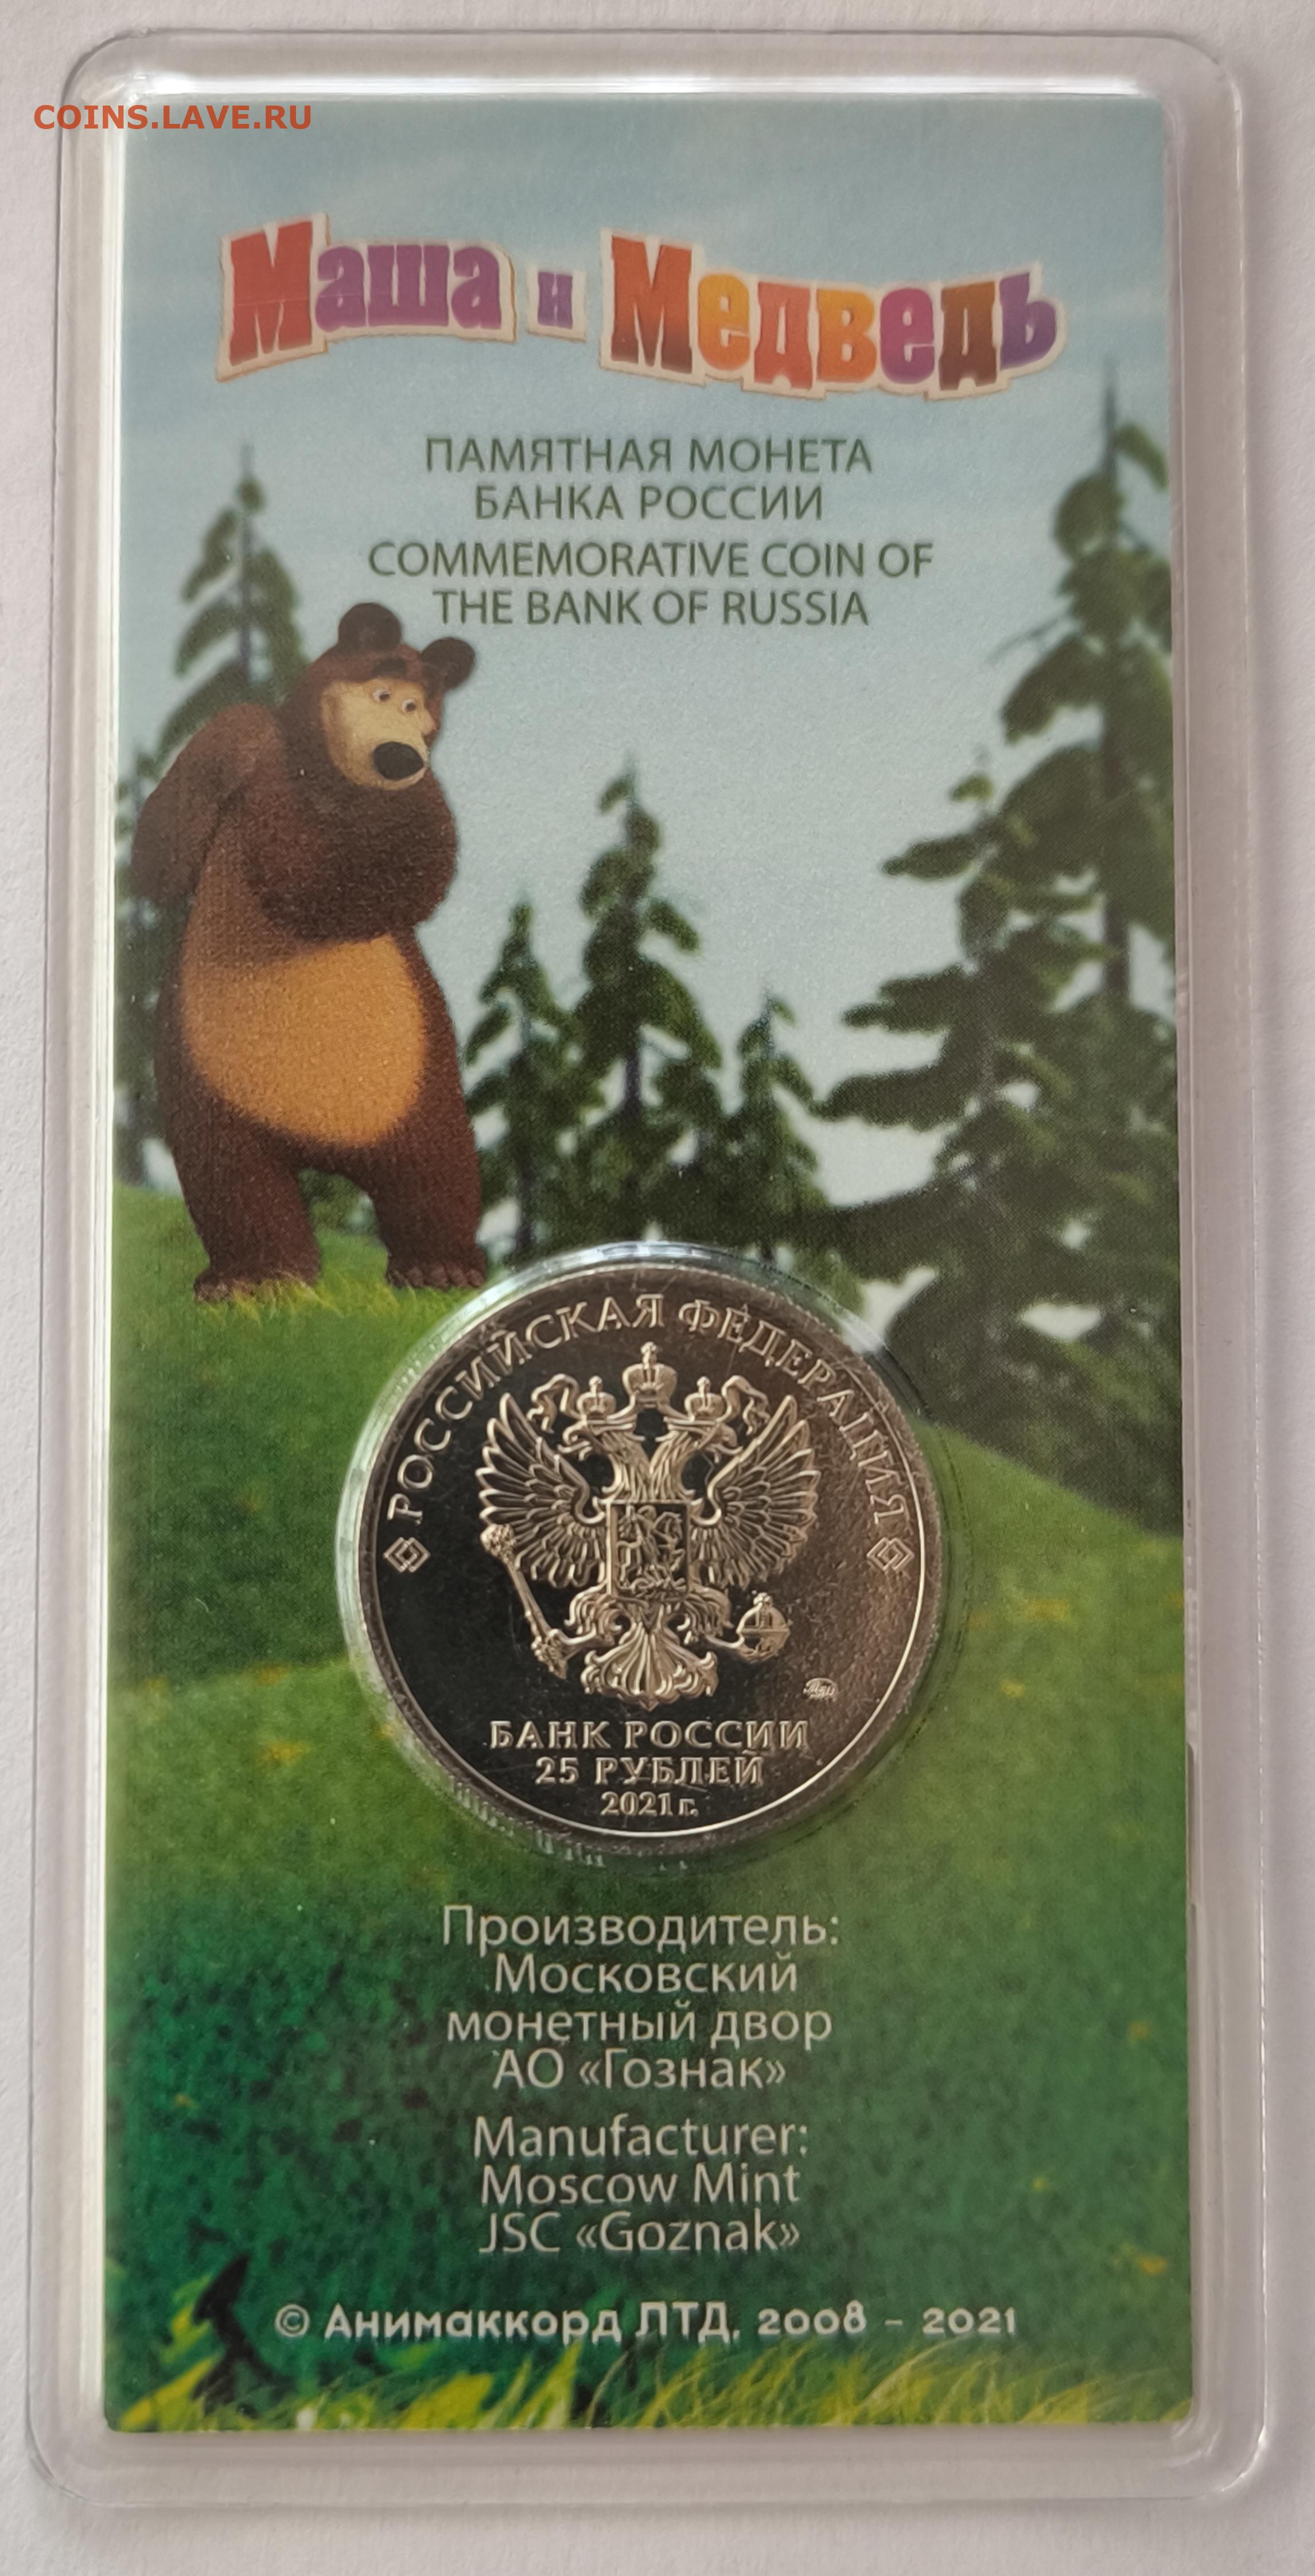 COINS.LAVE.RU
Маша и Медведь
ПАМЯТНАЯ МОНЕТА
БАНКА РОССИИ
COMMEMORATIVE COIN OF
THE BANK OF RUSSIA
РОССИЙСКАЯ ФЕДЕРАЦИЯ
БАНК РОССИИ
25 РУБЛЕЙ
2021 г.
Производитель:
Московский
монетный двор
АО «Гознак»
Manufacturer:
Moscow Mint
JSC «Goznak»
© Анимаккорд ЛТД, 2008 – 2021